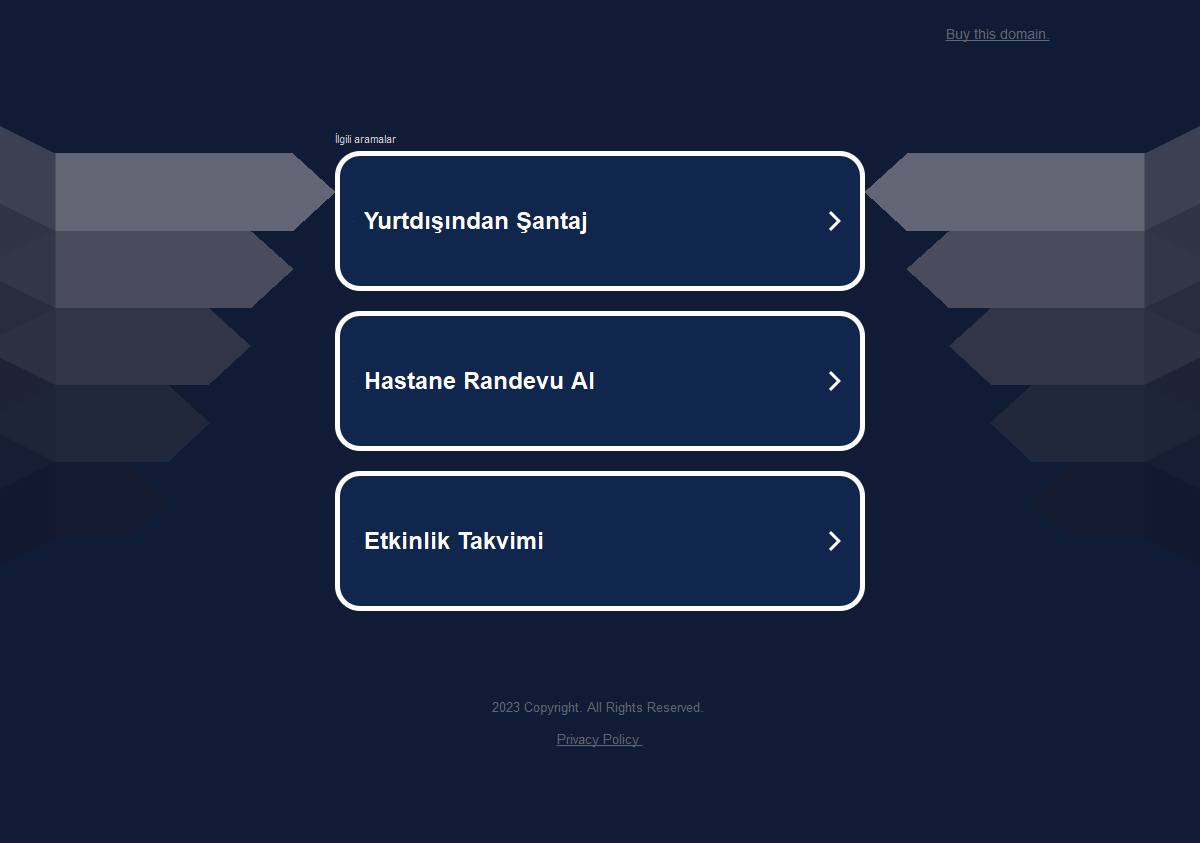 Buy this domain.
İlgili aramalar
Yurtdışından Şantaj
Hastane Randevu Al
Etkinlik Takvimi
2023 Copyright. All Rights Reserved.
Privacy Policy